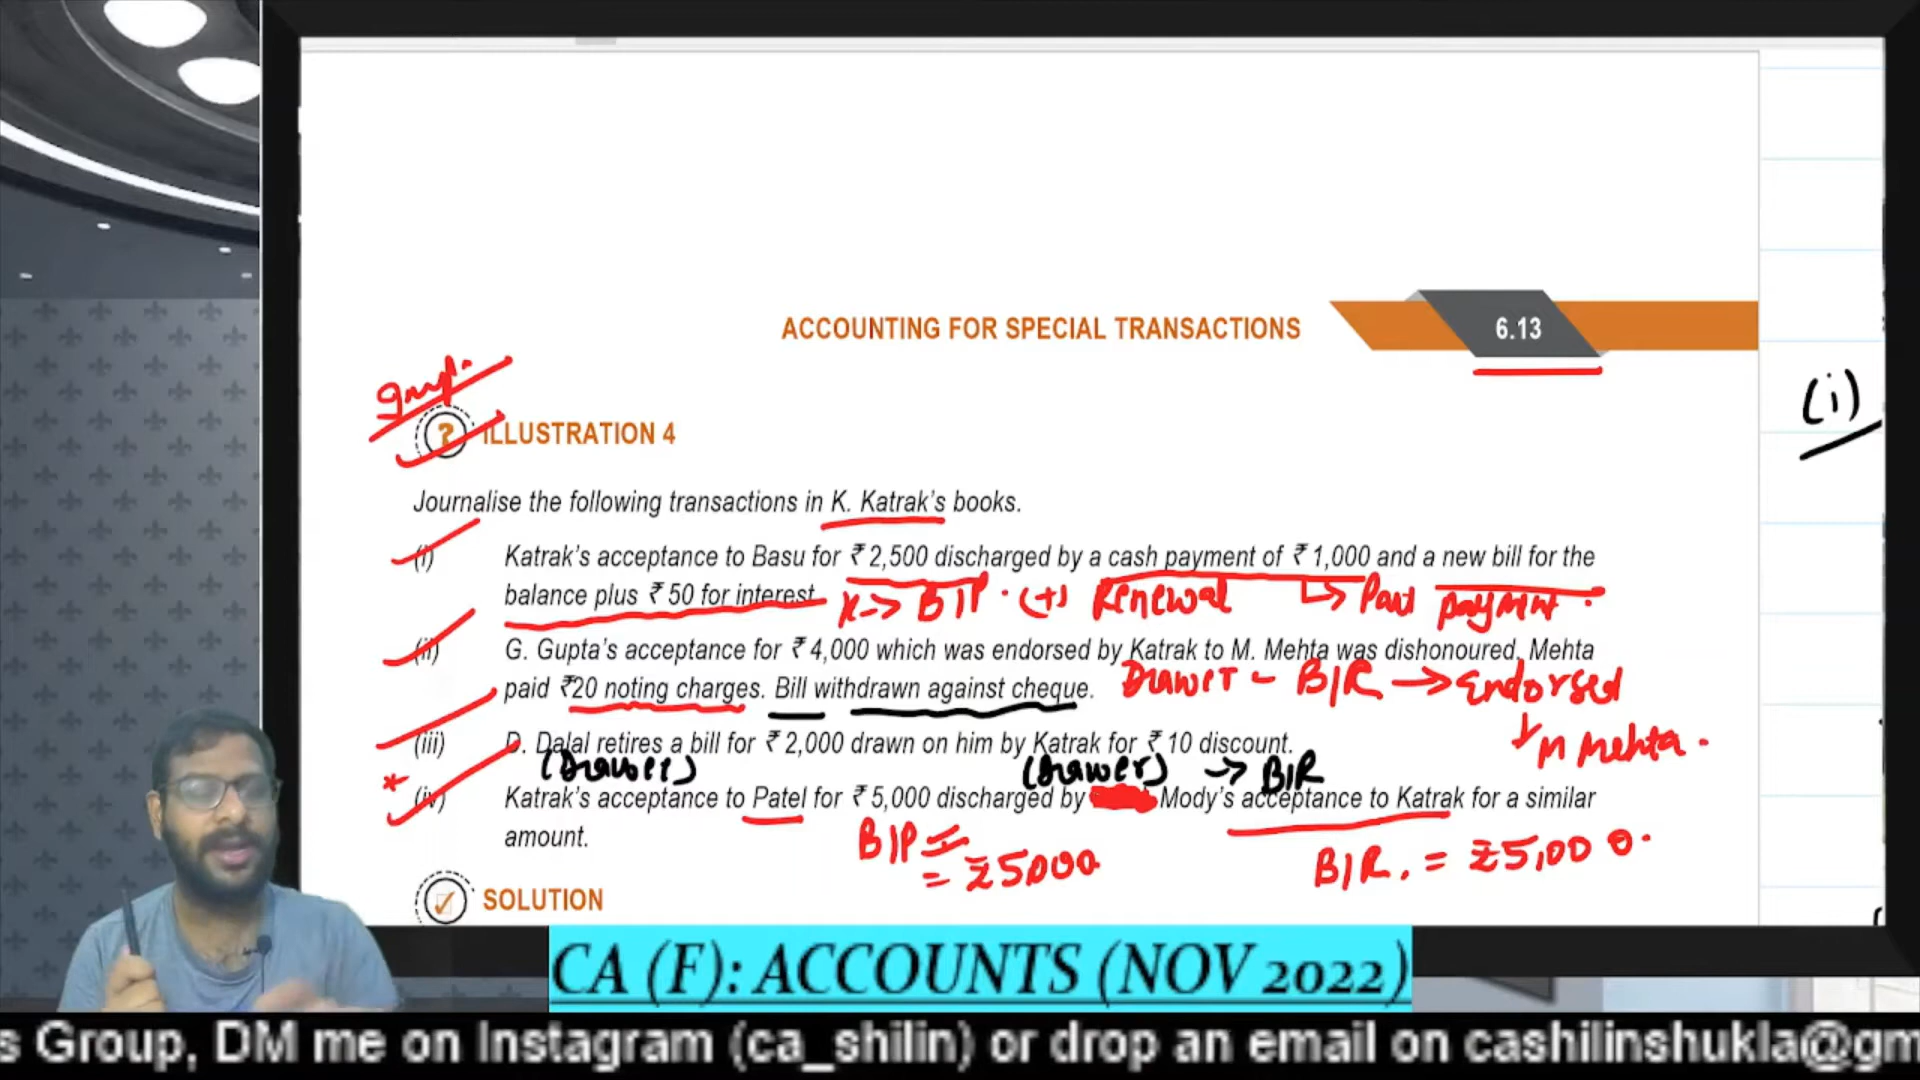 ACCOUNTING FOR SPECIAL TRANSACTIONS 6.13
Imp.
(i)
? ILLUSTRATION 4
Journalise the following transactions in K. Katrak's books.
(i) Katrak's acceptance to Basu for ₹ 2,500 discharged by a cash payment of ₹ 1,000 and a new bill for the
balance plus ₹ 50 for interest
K → B/P. (+) Renewal ↳ Part payment.
(ii) G. Gupta's acceptance for ₹ 4,000 which was endorsed by Katrak to M. Mehta was dishonoured. Mehta
paid ₹20 noting charges. Bill withdrawn against cheque.
Drawer - B/R → Endorsed
↓ M Mehta.
(iii) D. Dalal retires a bill for ₹ 2,000 drawn on him by Katrak for ₹ 10 discount.
(Drawee) (Drawer) → B/R
* (iv) Katrak's acceptance to Patel for ₹ 5,000 discharged by Mody's acceptance to Katrak for a similar
amount.
B/P = ₹5000
B/R. = ₹5,000.
SOLUTION
CA (F): ACCOUNTS (NOV 2022)
s Group, DM me on Instagram (ca_shilin) or drop an email on cashilinshukla@gm